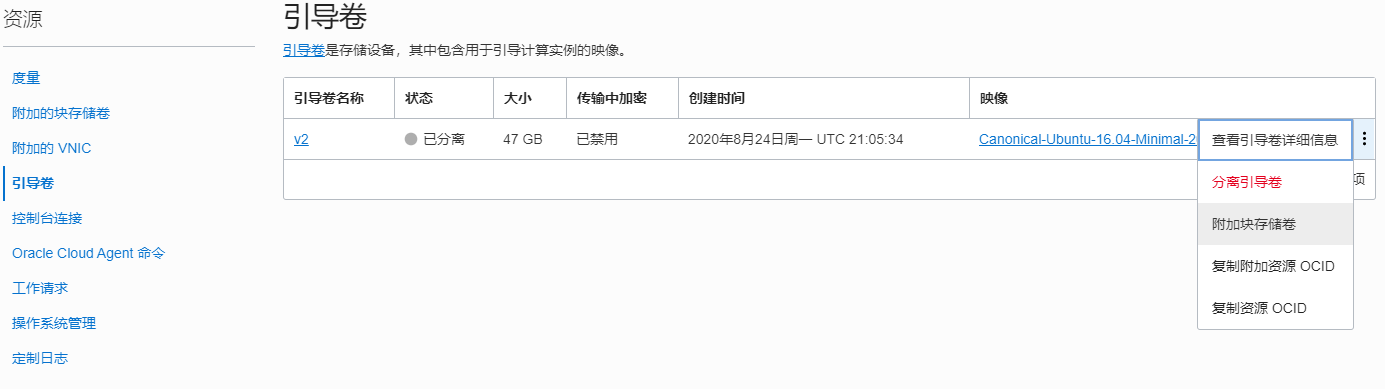 资源
度量
附加的块存储卷
附加的 VNIC
引导卷
控制台连接
Oracle Cloud Agent 命令
工作请求
操作系统管理
定制日志
引导卷
引导卷是存储设备，其中包含用于引导计算实例的映像。
引导卷名称 状态 大小 传输中加密 创建时间 映像
v2 已分离 47 GB 已禁用 2020年8月24日周一 UTC 21:05:34 Canonical-Ubuntu-16.04-Minimal-2
项
查看引导卷详细信息
分离引导卷
附加块存储卷
复制附加资源 OCID
复制资源 OCID